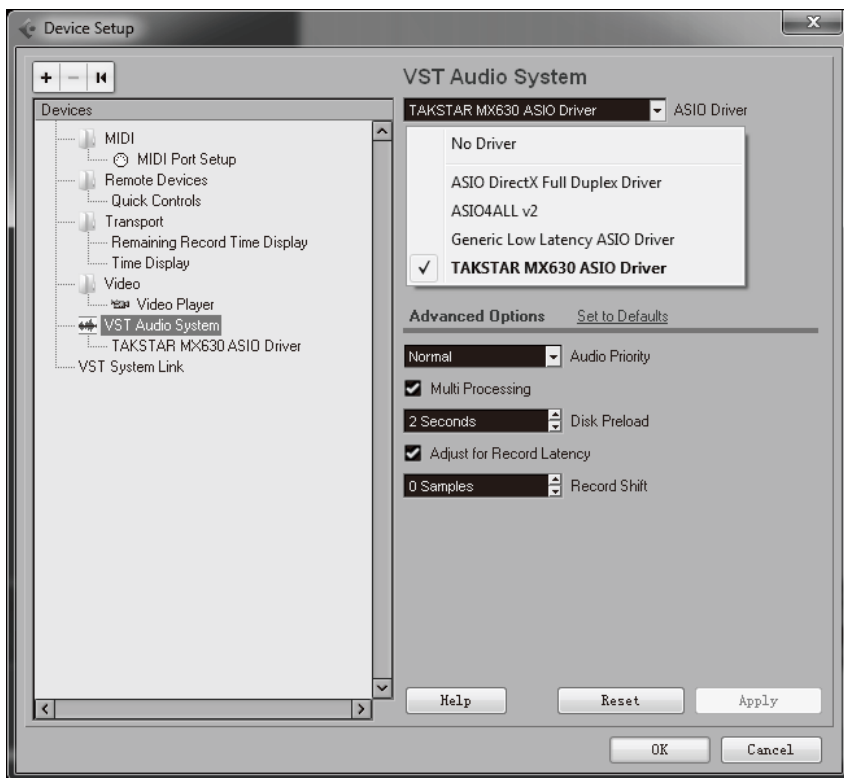 Device Setup
VST Audio System
Devices
TAKSTAR MX630 ASIO Driver ASIO Driver
MIDI
MIDI Port Setup
Remote Devices
Quick Controls
Transport
Remaining Record Time Display
Time Display
Video
Video Player
VST Audio System
TAKSTAR MX630 ASIO Driver
VST System Link
No Driver
ASIO DirectX Full Duplex Driver
ASIO4ALL v2
Generic Low Latency ASIO Driver
TAKSTAR MX630 ASIO Driver
Advanced Options Set to Defaults
Normal Audio Priority
Multi Processing
2 Seconds Disk Preload
Adjust for Record Latency
0 Samples Record Shift
Help Reset Apply
OK Cancel